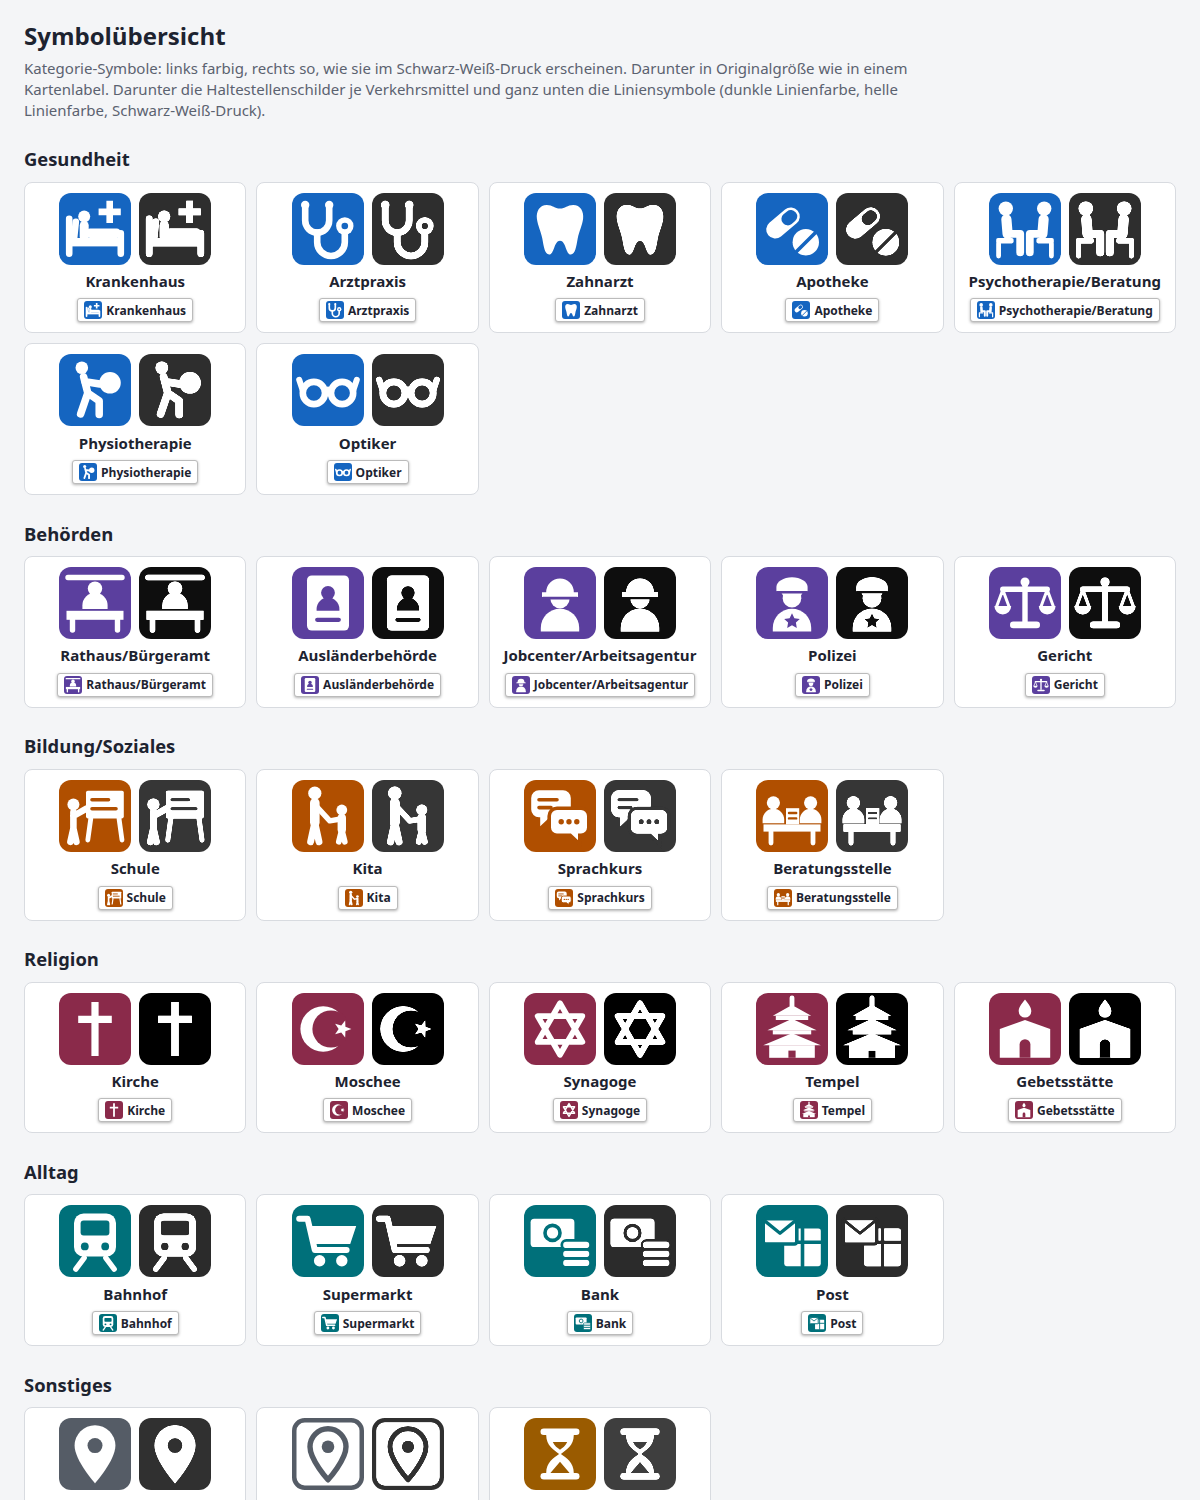 Symbolübersicht
Kategorie-Symbole: links farbig, rechts so, wie sie im Schwarz-Weiß-Druck erscheinen. Darunter in Originalgröße wie in einem
Kartenlabel. Darunter die Haltestellenschilder je Verkehrsmittel und ganz unten die Liniensymbole (dunkle Linienfarbe, helle
Linienfarbe, Schwarz-Weiß-Druck).
Gesundheit
Krankenhaus
Krankenhaus
Arztpraxis
Arztpraxis
Zahnarzt
Zahnarzt
Apotheke
Apotheke
Psychotherapie/Beratung
Psychotherapie/Beratung
Physiotherapie
Physiotherapie
Optiker
Optiker
Behörden
Rathaus/Bürgeramt
Rathaus/Bürgeramt
Ausländerbehörde
Ausländerbehörde
Jobcenter/Arbeitsagentur
Jobcenter/Arbeitsagentur
Polizei
Polizei
Gericht
Gericht
Bildung/Soziales
Schule
Schule
Kita
Kita
Sprachkurs
Sprachkurs
Beratungsstelle
Beratungsstelle
Religion
Kirche
Kirche
Moschee
Moschee
Synagoge
Synagoge
Tempel
Tempel
Gebetsstätte
Gebetsstätte
Alltag
Bahnhof
Bahnhof
Supermarkt
Supermarkt
Bank
Bank
Post
Post
Sonstiges